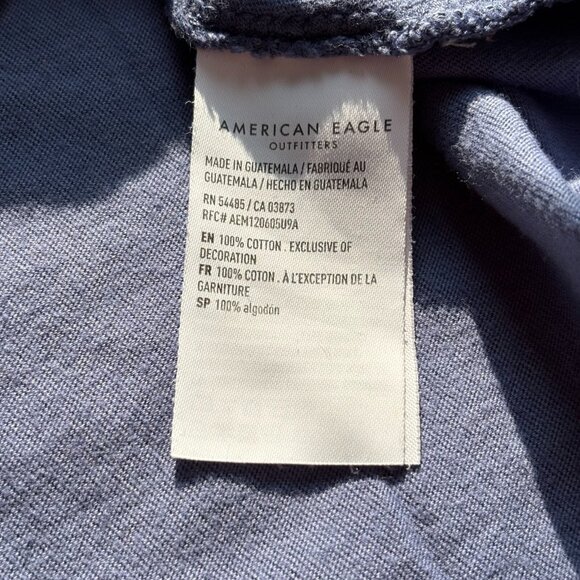 AMERICAN EAGLE
OUTFITTERS
MADE IN GUATEMALA / FABRIQUÉ AU
GUATEMALA / HECHO EN GUATEMALA
RN 54485 / CA 03873
RFC# AEM120605U9A
EN 100% COTTON . EXCLUSIVE OF
DECORATION
FR 100% COTON . À L'EXCEPTION DE LA
GARNITURE
SP 100% algodón